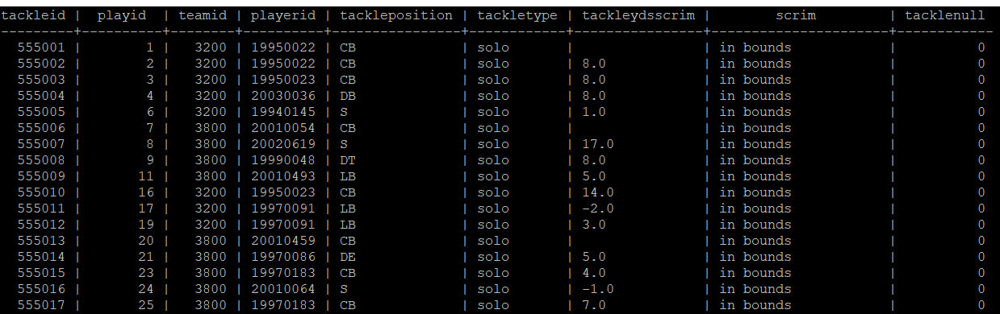 tackleid | playid | teamid | playerid | tackleposition | tackletype | tackleydsscrim | scrim | tacklenull
---------+----------+--------+----------+----------------+------------+----------------+----------------------+------------
555001 | 1 | 3200 | 19950022 | CB | solo | | in bounds | 0
555002 | 2 | 3200 | 19950022 | CB | solo | 8.0 | in bounds | 0
555003 | 3 | 3200 | 19950023 | CB | solo | 8.0 | in bounds | 0
555004 | 4 | 3200 | 20030036 | DB | solo | 8.0 | in bounds | 0
555005 | 6 | 3200 | 19940145 | S | solo | 1.0 | in bounds | 0
555006 | 7 | 3800 | 20010054 | CB | solo | | in bounds | 0
555007 | 8 | 3800 | 20020619 | S | solo | 17.0 | in bounds | 0
555008 | 9 | 3800 | 19990048 | DT | solo | 8.0 | in bounds | 0
555009 | 11 | 3800 | 20010493 | LB | solo | 5.0 | in bounds | 0
555010 | 16 | 3200 | 19950023 | CB | solo | 14.0 | in bounds | 0
555011 | 17 | 3200 | 19970091 | LB | solo | -2.0 | in bounds | 0
555012 | 19 | 3200 | 19970091 | LB | solo | 3.0 | in bounds | 0
555013 | 20 | 3800 | 20010459 | CB | solo | | in bounds | 0
555014 | 21 | 3800 | 19970086 | DE | solo | 5.0 | in bounds | 0
555015 | 23 | 3800 | 19970183 | CB | solo | 4.0 | in bounds | 0
555016 | 24 | 3800 | 20010064 | S | solo | -1.0 | in bounds | 0
555017 | 25 | 3800 | 19970183 | CB | solo | 7.0 | in bounds | 0